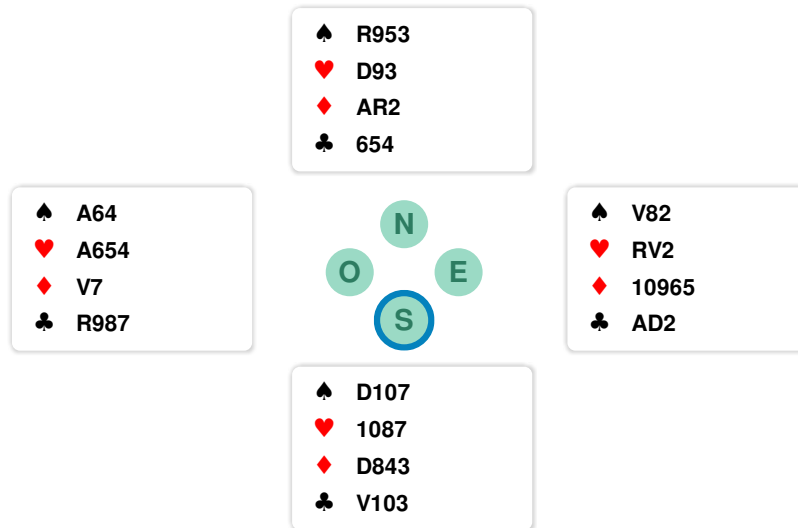 ♠ R953
♥ D93
♦ AR2
♣ 654
♠ A64
♥ A654
♦ V7
♣ R987
N
O E
S
♠ V82
♥ RV2
♦ 10965
♣ AD2
♠ D107
♥ 1087
♦ D843
♣ V103